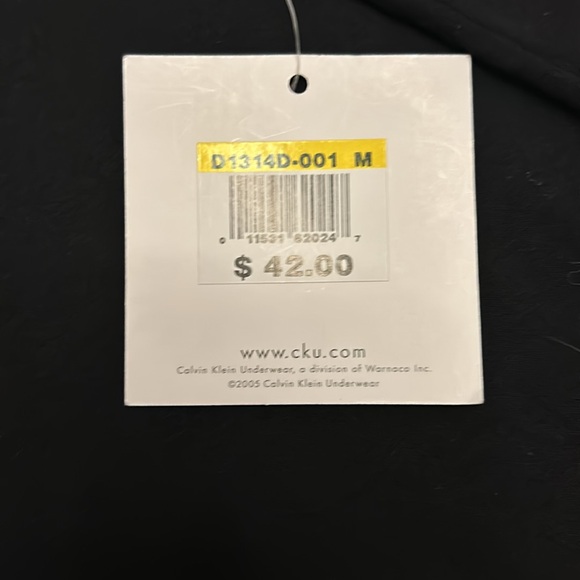 D1314D-001 M
0 11531 62024 7
$ 42.00
www.cku.com
Calvin Klein Underwear, a division of Warnaco Inc.
©2005 Calvin Klein Underwear